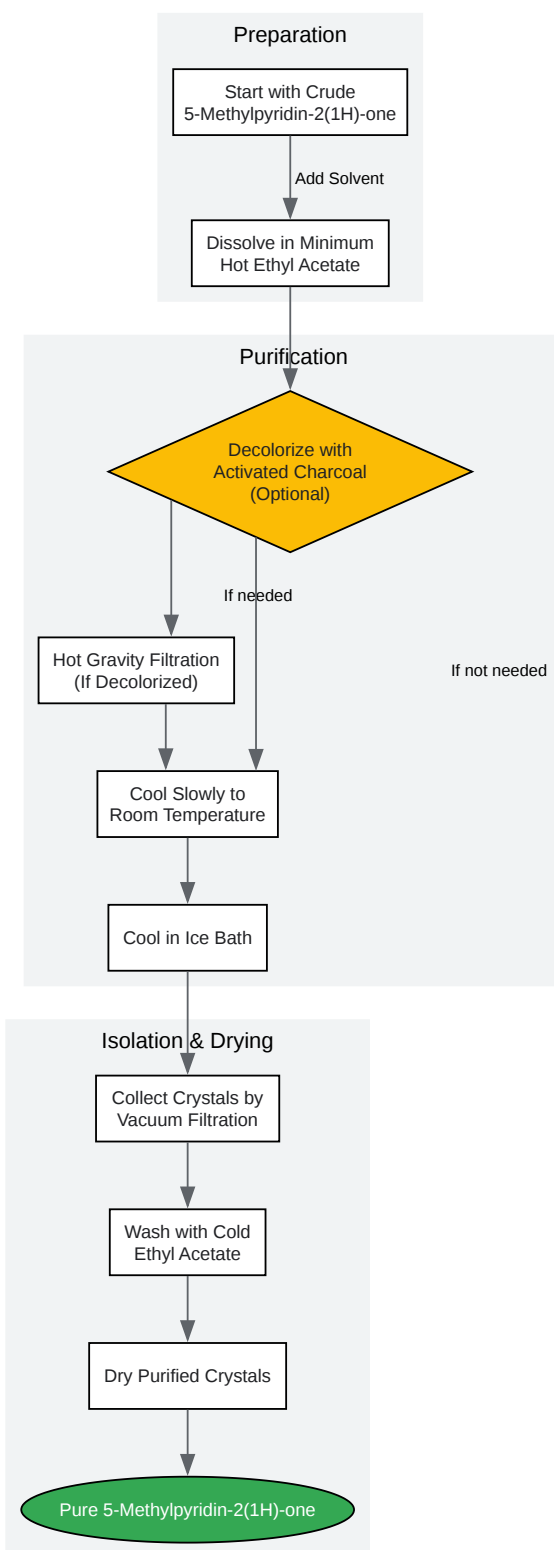 Preparation
Start with Crude
5-Methylpyridin-2(1H)-one
Add Solvent
Dissolve in Minimum
Hot Ethyl Acetate
Purification
Decolorize with
Activated Charcoal
(Optional)
If needed
Hot Gravity Filtration
(If Decolorized)
If not needed
Cool Slowly to
Room Temperature
Cool in Ice Bath
Isolation & Drying
Collect Crystals by
Vacuum Filtration
Wash with Cold
Ethyl Acetate
Dry Purified Crystals
Pure 5-Methylpyridin-2(1H)-one